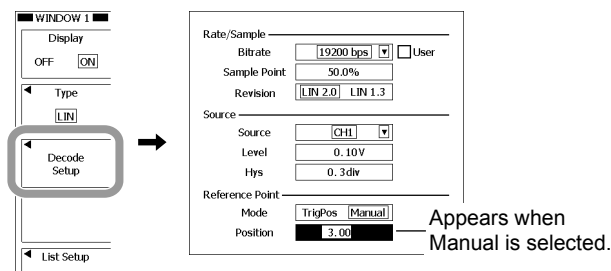 WINDOW 1
Display
OFF ON
Type
LIN
Decode
Setup
List Setup
Rate/Sample
Bitrate 19200 bps User
Sample Point 50.0%
Revision LIN 2.0 LIN 1.3
Source
Source CH1
Level 0.10V
Hys 0.3div
Reference Point
Mode TrigPos Manual
Position 3.00
Appears when
Manual is selected.